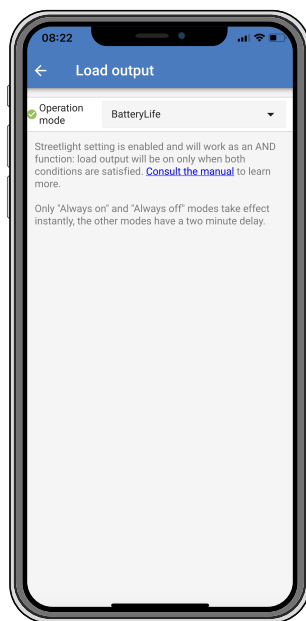 08:22
Load output
Operation
mode
BatteryLife
Streetlight setting is enabled and will work as an AND
function: load output will be on only when both
conditions are satisfied. Consult the manual to learn
more.
Only "Always on" and "Always off" modes take effect
instantly, the other modes have a two minute delay.